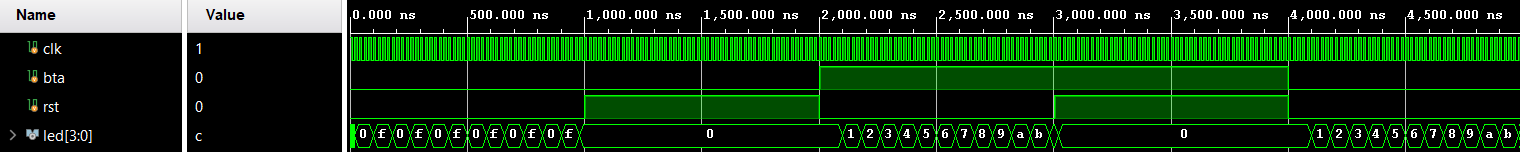 Name Value 0.000 ns 500.000 ns 1,000.000 ns 1,500.000 ns 2,000.000 ns 2,500.000 ns 3,000.000 ns 3,500.000 ns 4,000.000 ns 4,500.000 ns
clk 1
bta 0
rst 0
led[3:0] c 0 f 0 f 0 f 0 f 0 f 0 f 0 1 2 3 4 5 6 7 8 9 a b 0 1 2 3 4 5 6 7 8 9 a b